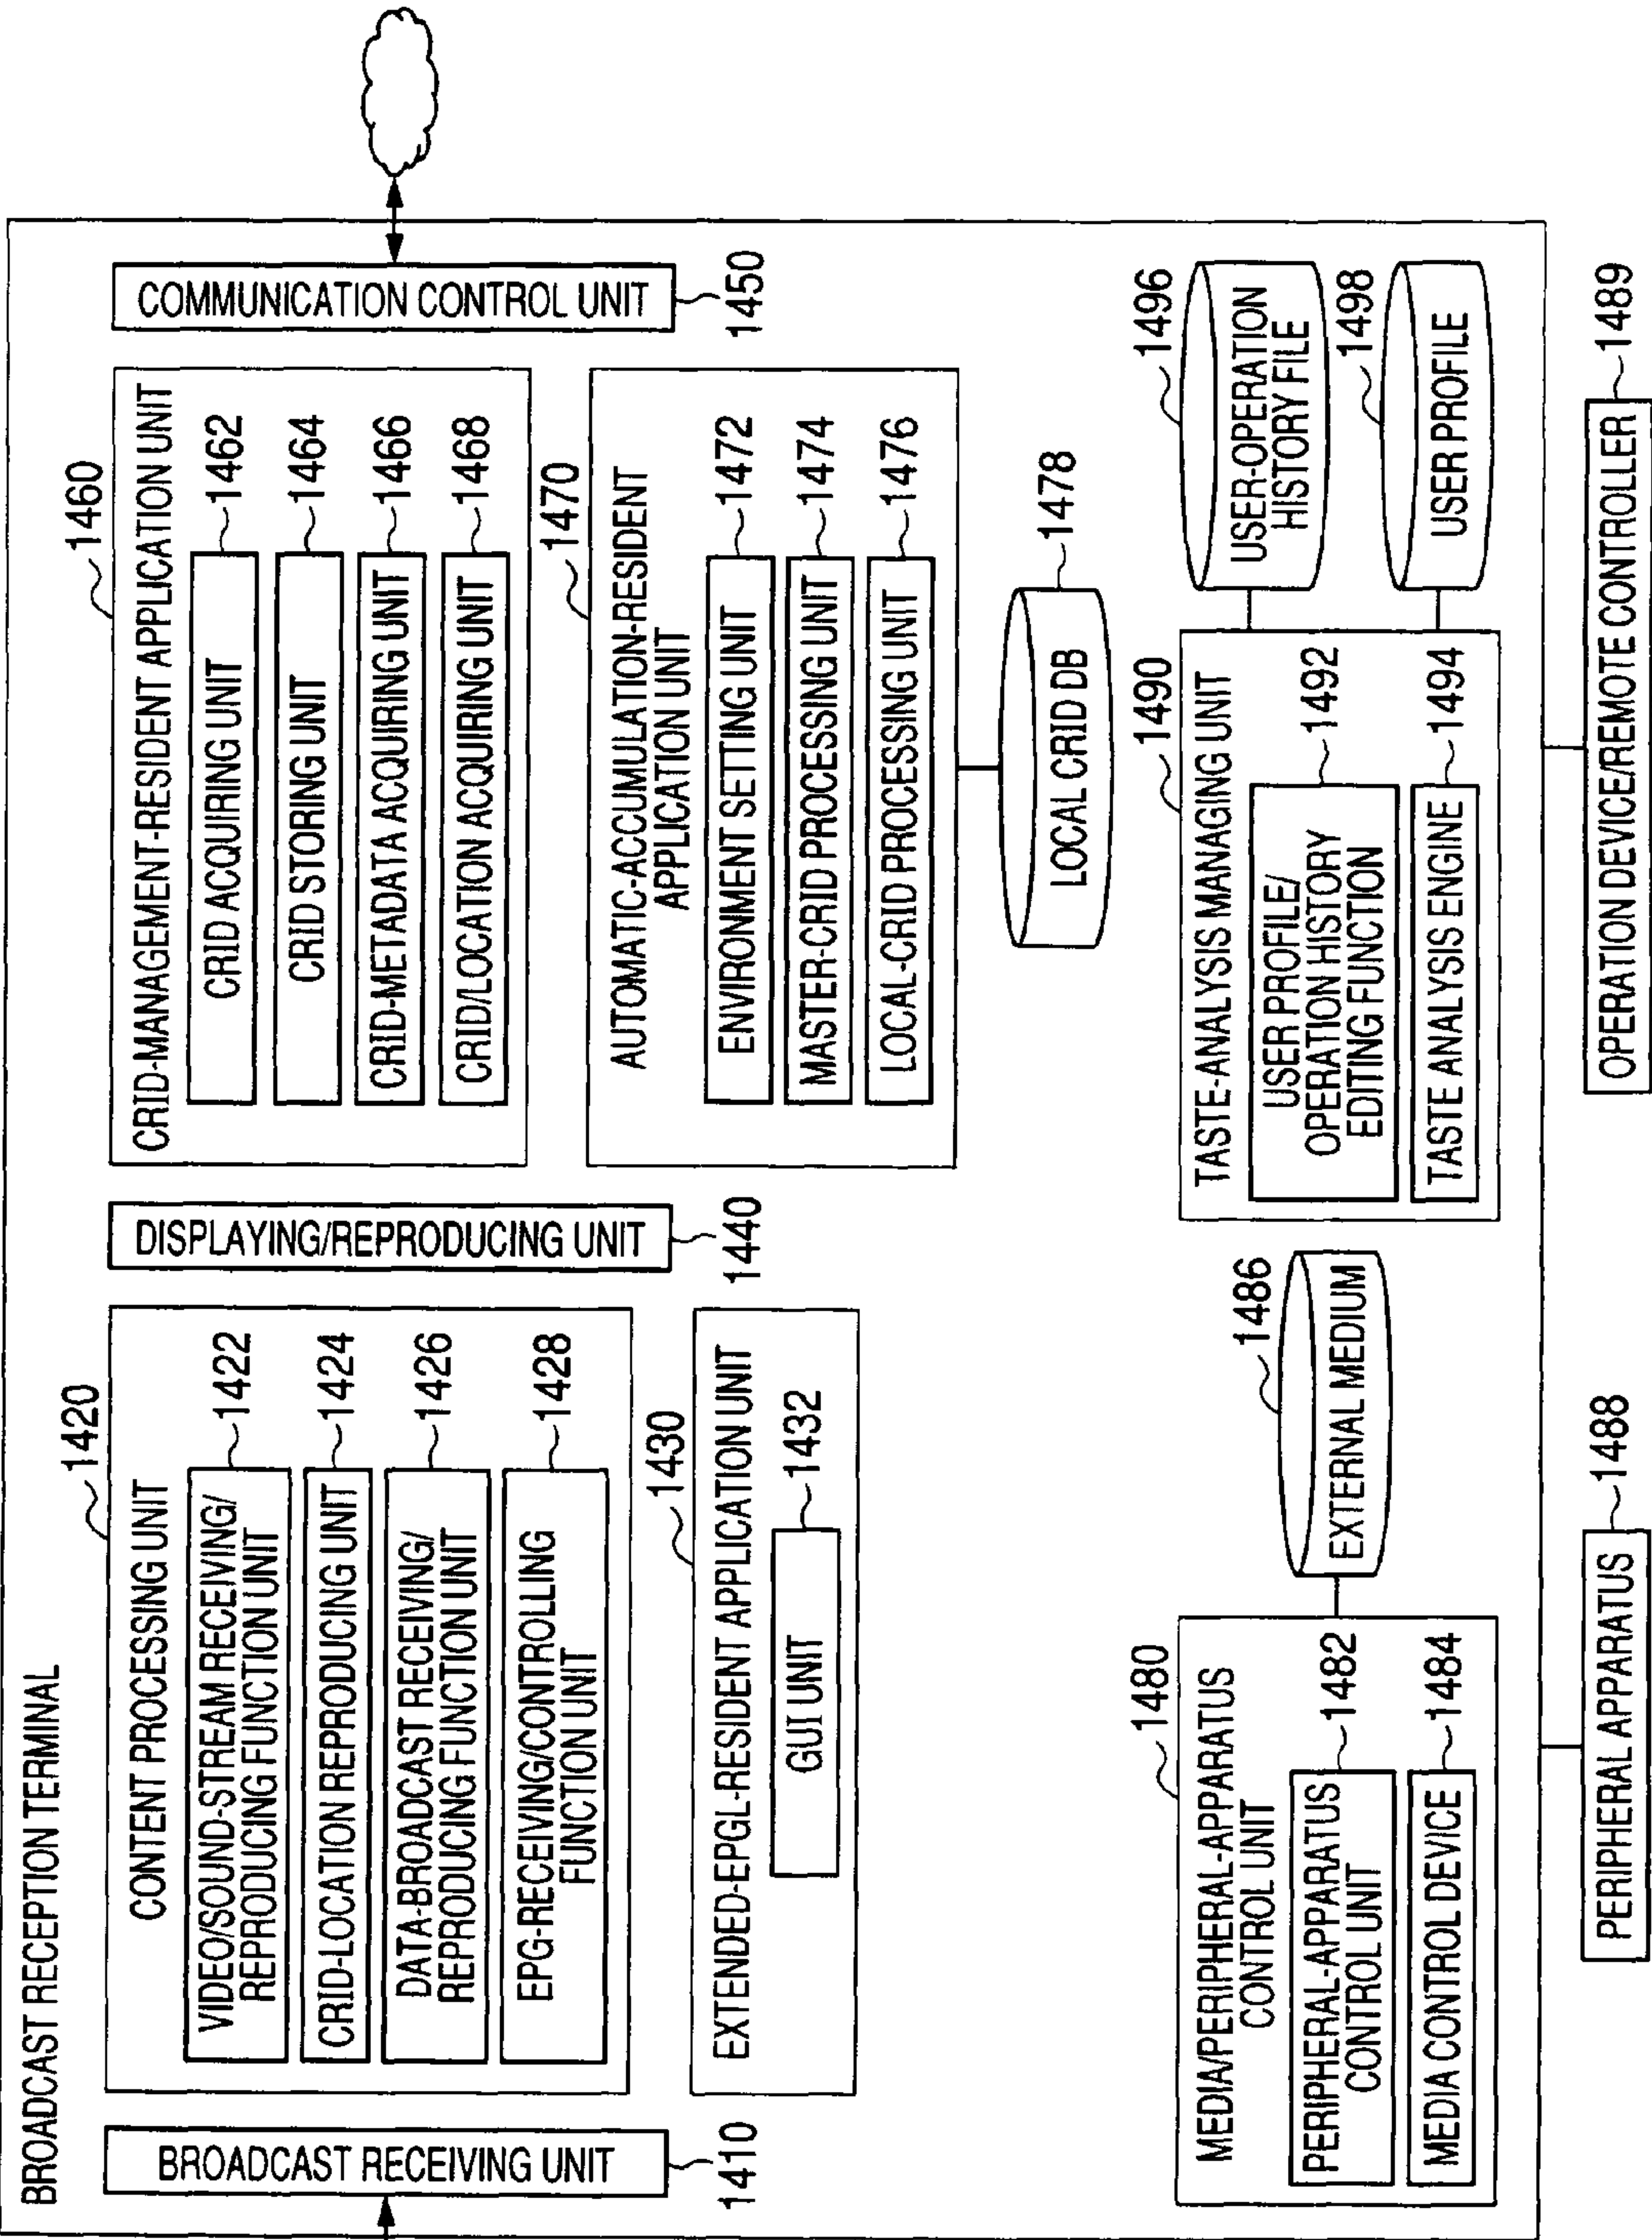 BROADCAST RECEPTION TERMINAL
BROADCAST RECEIVING UNIT
1410
1420
CONTENT PROCESSING UNIT
VIDEO/SOUND-STREAM RECEIVING/
REPRODUCING FUNCTION UNIT
1422
CRID-LOCATION REPRODUCING UNIT
1424
DATA-BROADCAST RECEIVING/
REPRODUCING FUNCTION UNIT
1426
EPG-RECEIVING/CONTROLLING
FUNCTION UNIT
1428
1430
EXTENDED-EPGL-RESIDENT APPLICATION UNIT
GUI UNIT
1432
DISPLAYING/REPRODUCING UNIT
1440
1460
CRID-MANAGEMENT-RESIDENT APPLICATION UNIT
CRID ACQUIRING UNIT
1462
CRID STORING UNIT
1464
CRID-METADATA ACQUIRING UNIT
1466
CRID/LOCATION ACQUIRING UNIT
1468
1470
AUTOMATIC-ACCUMULATION-RESIDENT
APPLICATION UNIT
ENVIRONMENT SETTING UNIT
1472
MASTER-CRID PROCESSING UNIT
1474
LOCAL-CRID PROCESSING UNIT
1476
LOCAL CRID DB
1478
COMMUNICATION CONTROL UNIT
1450
1480
MEDIA/PERIPHERAL-APPARATUS
CONTROL UNIT
PERIPHERAL-APPARATUS
CONTROL UNIT
1482
MEDIA CONTROL DEVICE
1484
EXTERNAL MEDIUM
1486
1490
TASTE-ANALYSIS MANAGING UNIT
USER PROFILE/
OPERATION HISTORY
EDITING FUNCTION
1492
TASTE ANALYSIS ENGINE
1494
1496
USER-OPERATION
HISTORY FILE
1498
USER PROFILE
PERIPHERAL APPARATUS
1488
OPERATION DEVICE/REMOTE CONTROLLER
1489